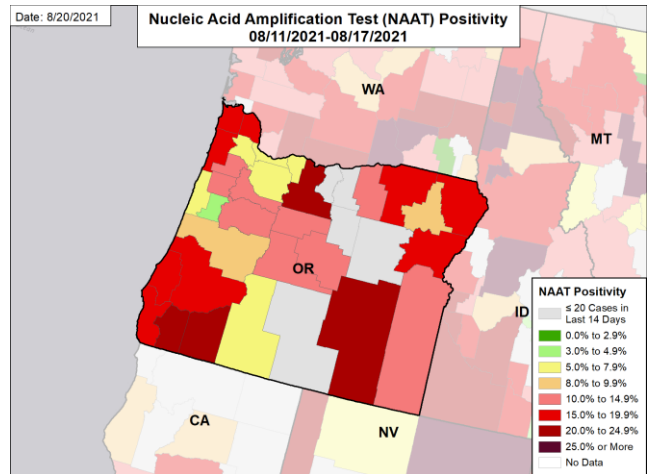 Date: 8/20/2021
Nucleic Acid Amplification Test (NAAT) Positivity
08/11/2021-08/17/2021
WA
MT
OR
ID
CA
NV
NAAT Positivity
≤ 20 Cases in
Last 14 Days
0.0% to 2.9%
3.0% to 4.9%
5.0% to 7.9%
8.0% to 9.9%
10.0% to 14.9%
15.0% to 19.9%
20.0% to 24.9%
25.0% or More
No Data